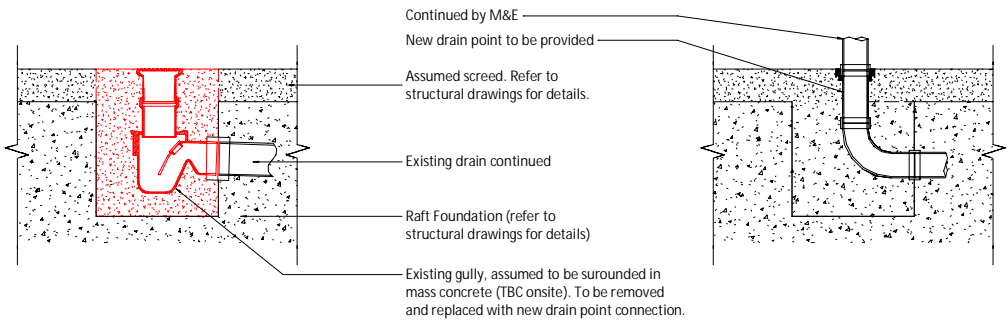 Continued by M&E
New drain point to be provided
Assumed screed. Refer to
structural drawings for details.
Existing drain continued
Raft Foundation (refer to
structural drawings for details)
Existing gully, assumed to be surounded in
mass concrete (TBC onsite). To be removed
and replaced with new drain point connection.